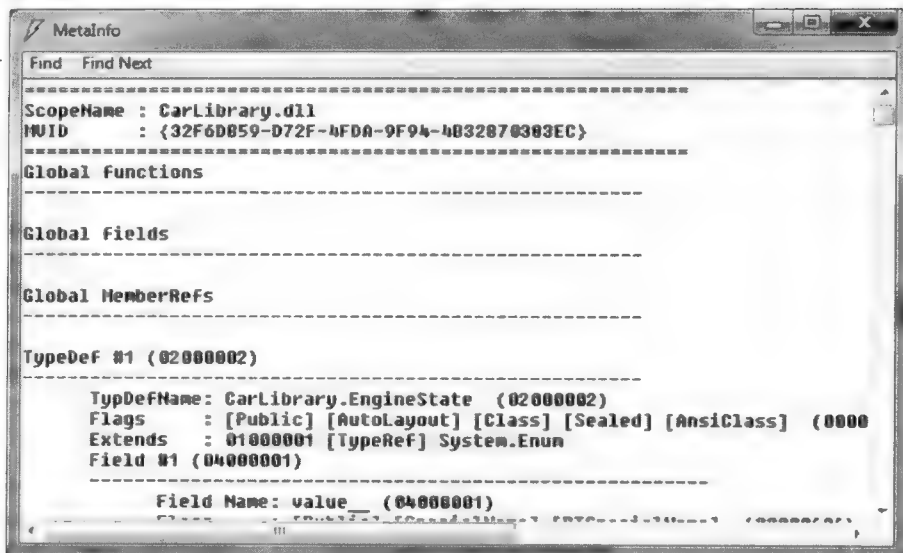 MetaInfo
Find Find Next
================================================================
ScopeName : CarLibrary.dll
MVID : {32F6DB59-D72F-4FDA-9F94-4B32870383EC}
================================================================
Global functions
------------------------------------------------------------
Global fields
------------------------------------------------------------
Global MemberRefs
------------------------------------------------------------
TypeDef #1 (02000002)
------------------------------------------------------------
TypDefName: CarLibrary.EngineState (02000002)
Flags : [Public] [AutoLayout] [Class] [Sealed] [AnsiClass] (0000
Extends : 01000001 [TypeRef] System.Enum
Field #1 (04000001)
------------------------------------------------------------
Field Name: value__ (04000001)